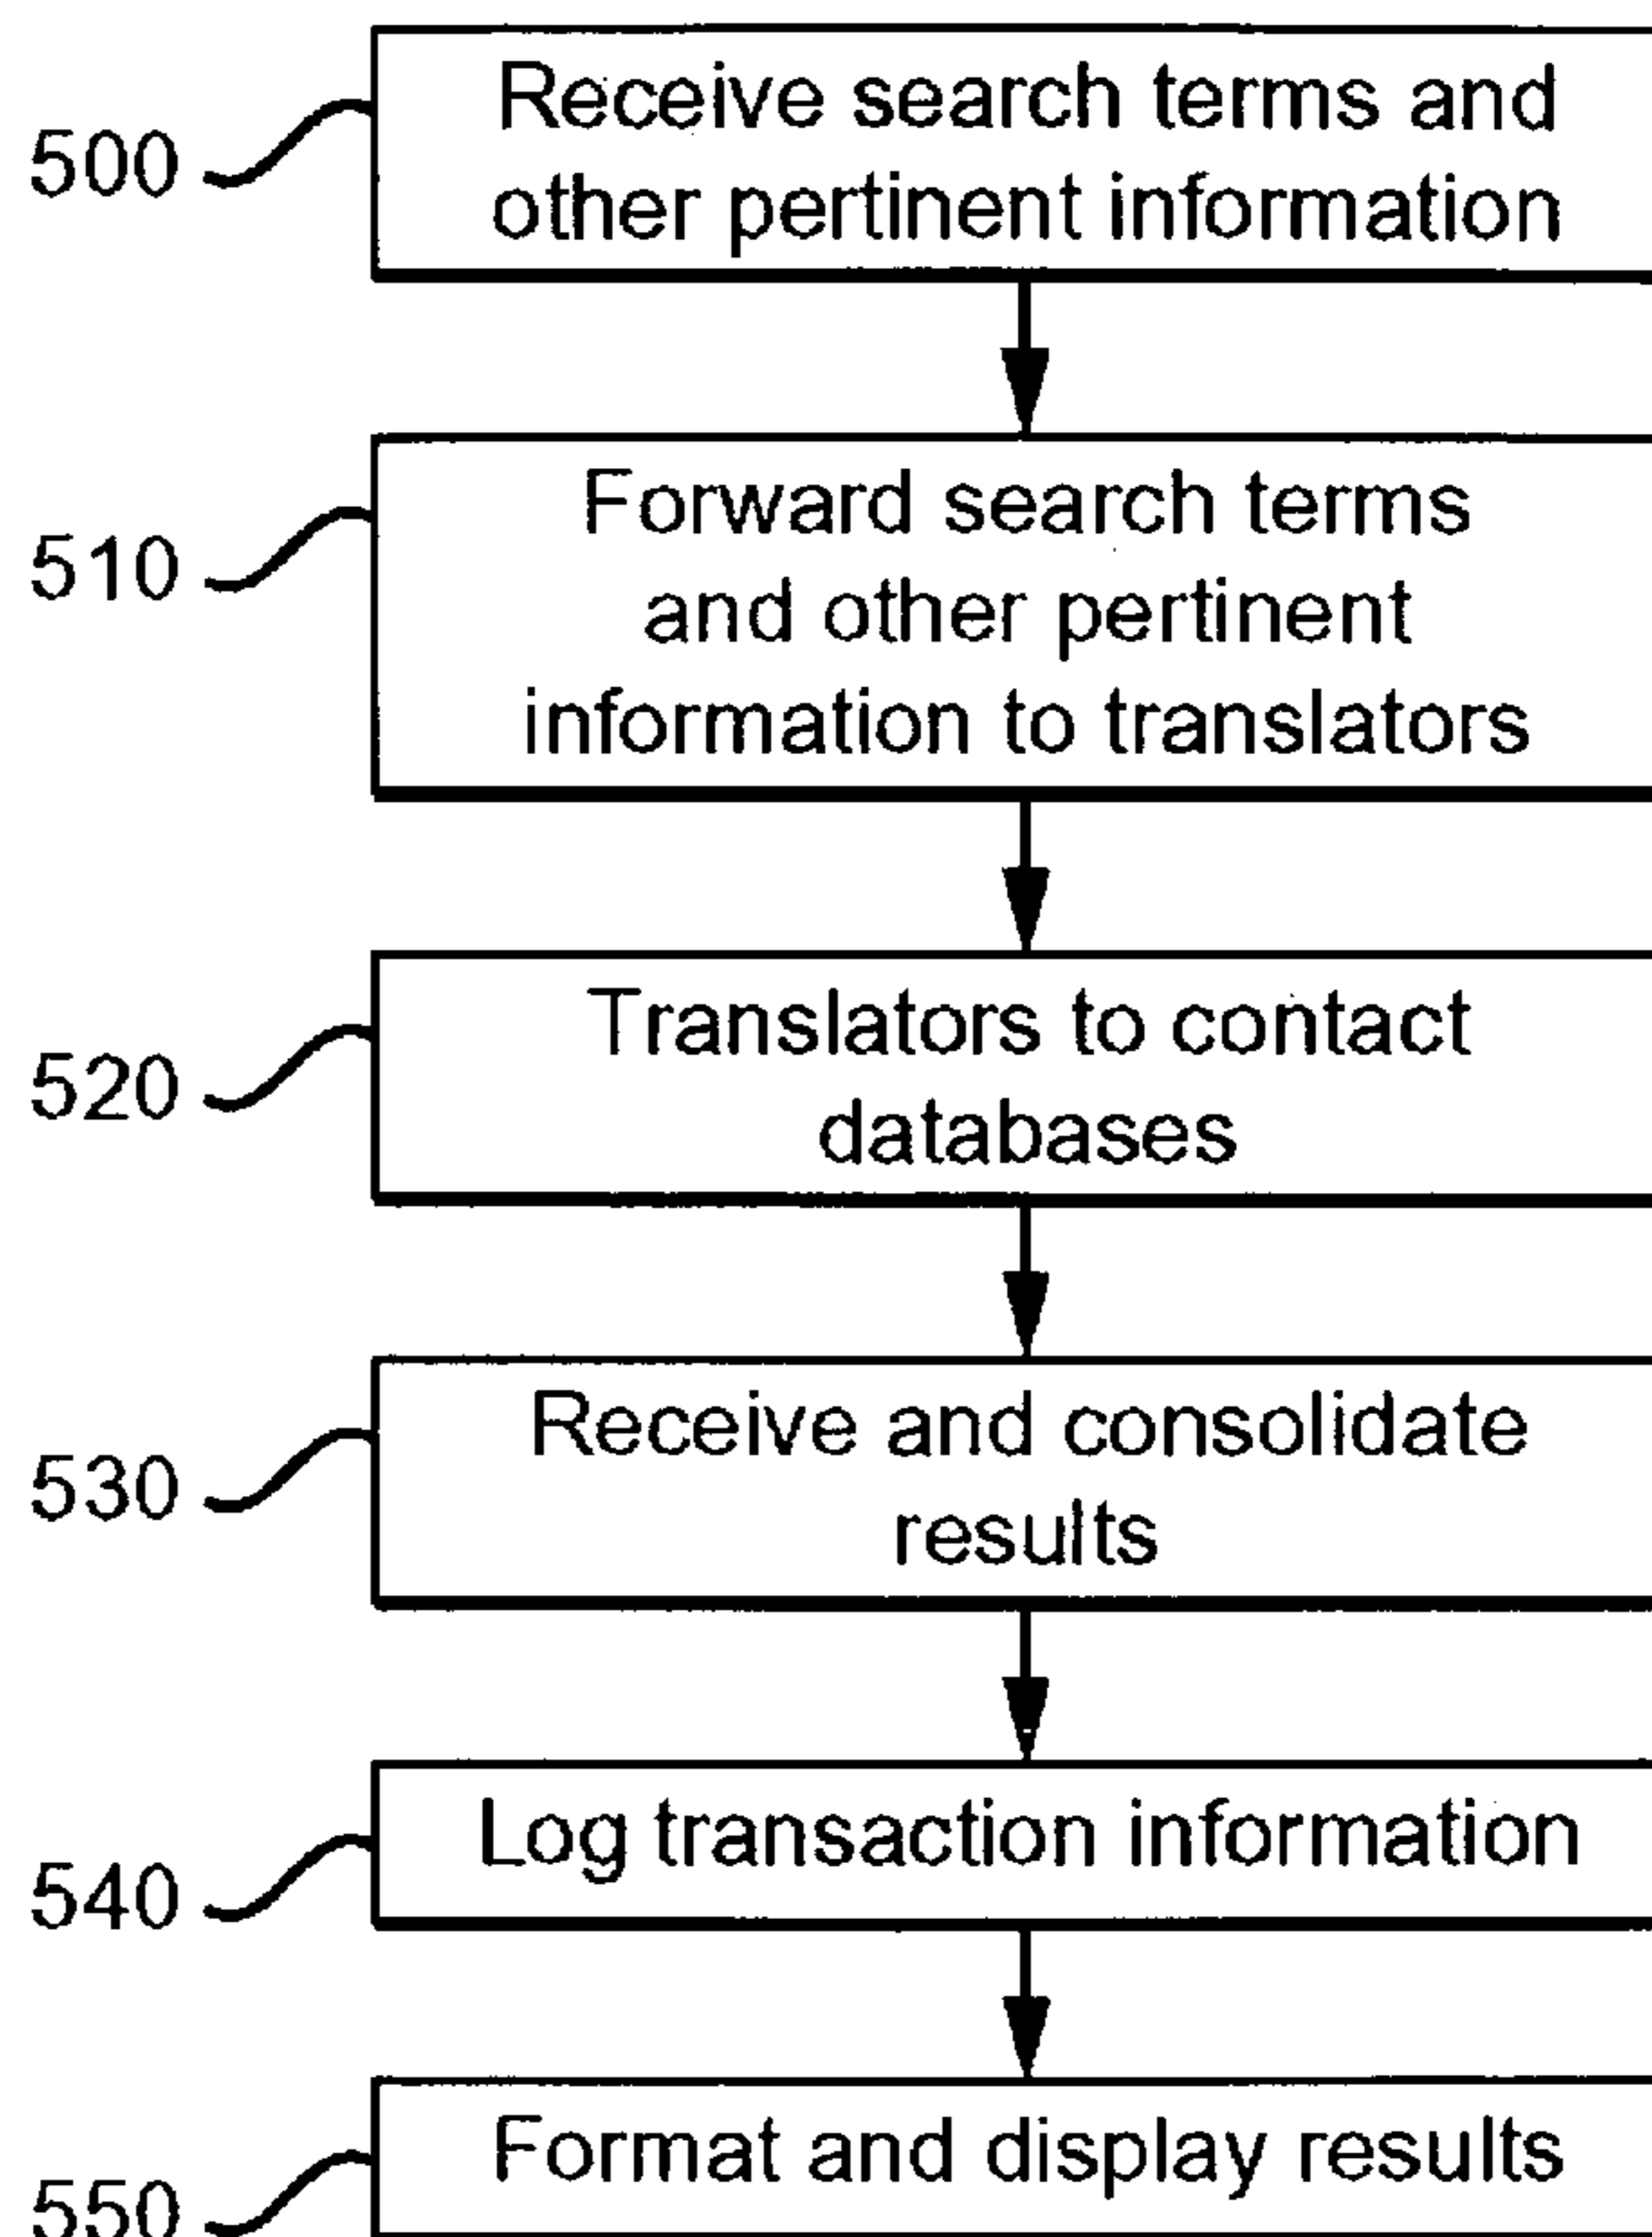 Receive search terms and
500
other pertinent information
Forward search terms
510
and other pertinent
information to translators
Translators to contact
520
databases
Receive and consolidate
530
results
Log transaction information
540
Format and display results
550